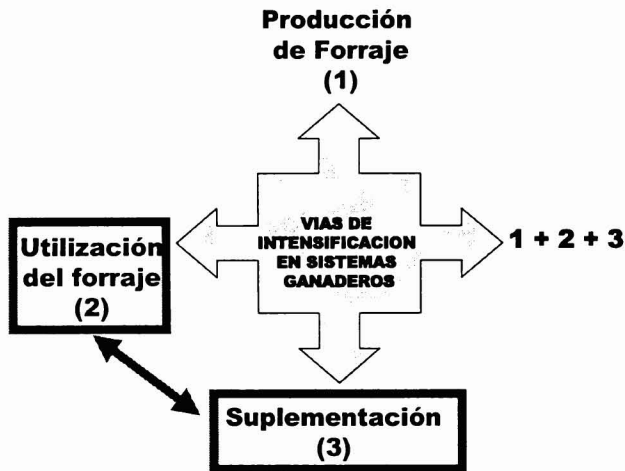 Producción
de Forraje
(1)
VIAS DE
INTENSIFICACION
EN SISTEMAS
GANADEROS
1 + 2 + 3
Utilización
del forraje
(2)
Suplementación
(3)